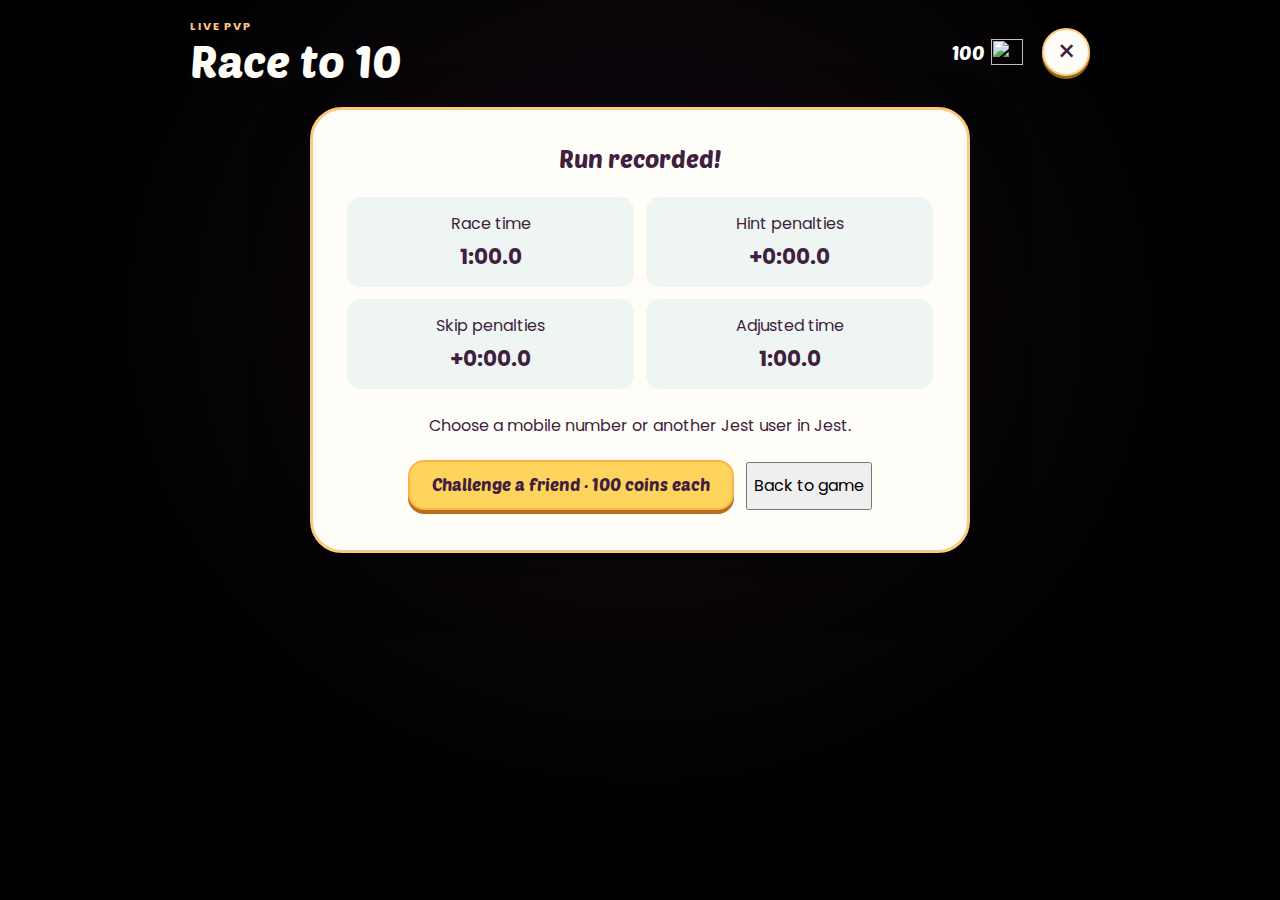 LIVE PVP
Race to 10
100
×
Run recorded!
Race time
1:00.0
Hint penalties
+0:00.0
Skip penalties
+0:00.0
Adjusted time
1:00.0
Choose a mobile number or another Jest user in Jest.
Challenge a friend · 100 coins each
Back to game